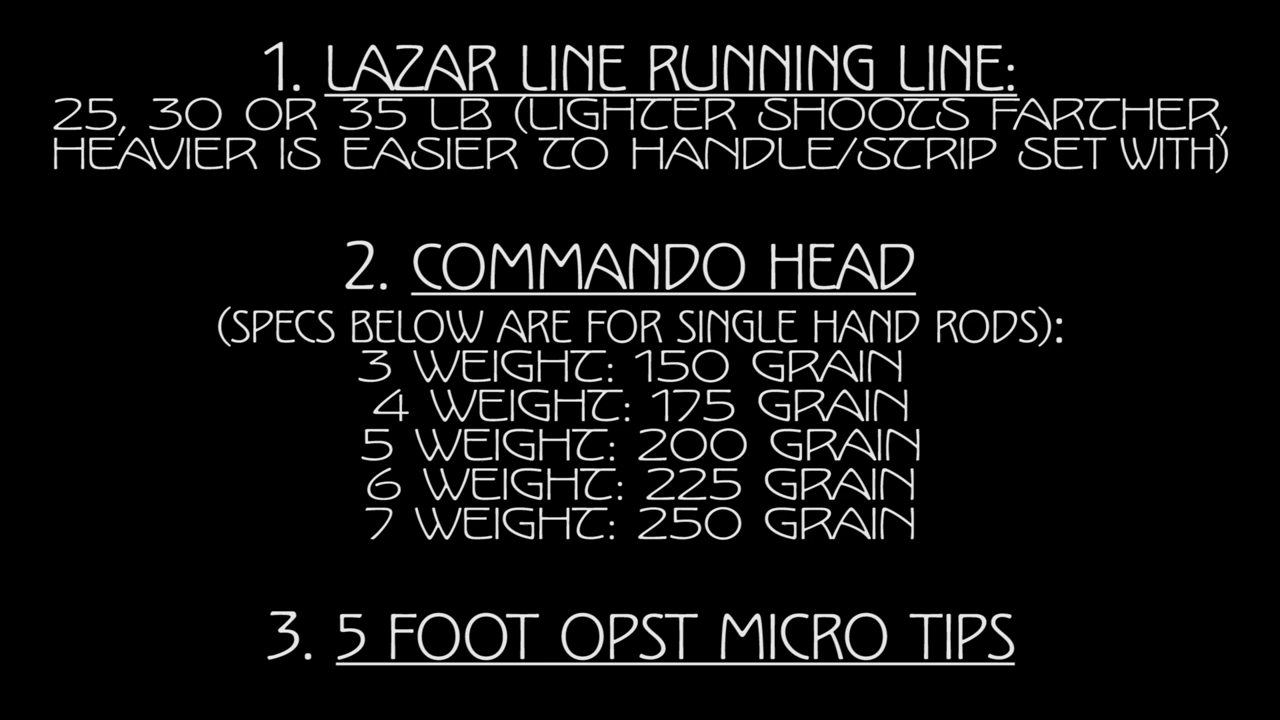 1. LAZAR LINE RUNNING LINE:
25, 30 OR 35 LB (LIGHTER SHOOTS FARTHER,
HEAVIER IS EASIER TO HANDLE/STRIP SET WITH)
2. COMMANDO HEAD
(SPECS BELOW ARE FOR SINGLE HAND RODS):
3 WEIGHT: 150 GRAIN
4 WEIGHT: 175 GRAIN
5 WEIGHT: 200 GRAIN
6 WEIGHT: 225 GRAIN
7 WEIGHT: 250 GRAIN
3. 5 FOOT OPST MICRO TIPS